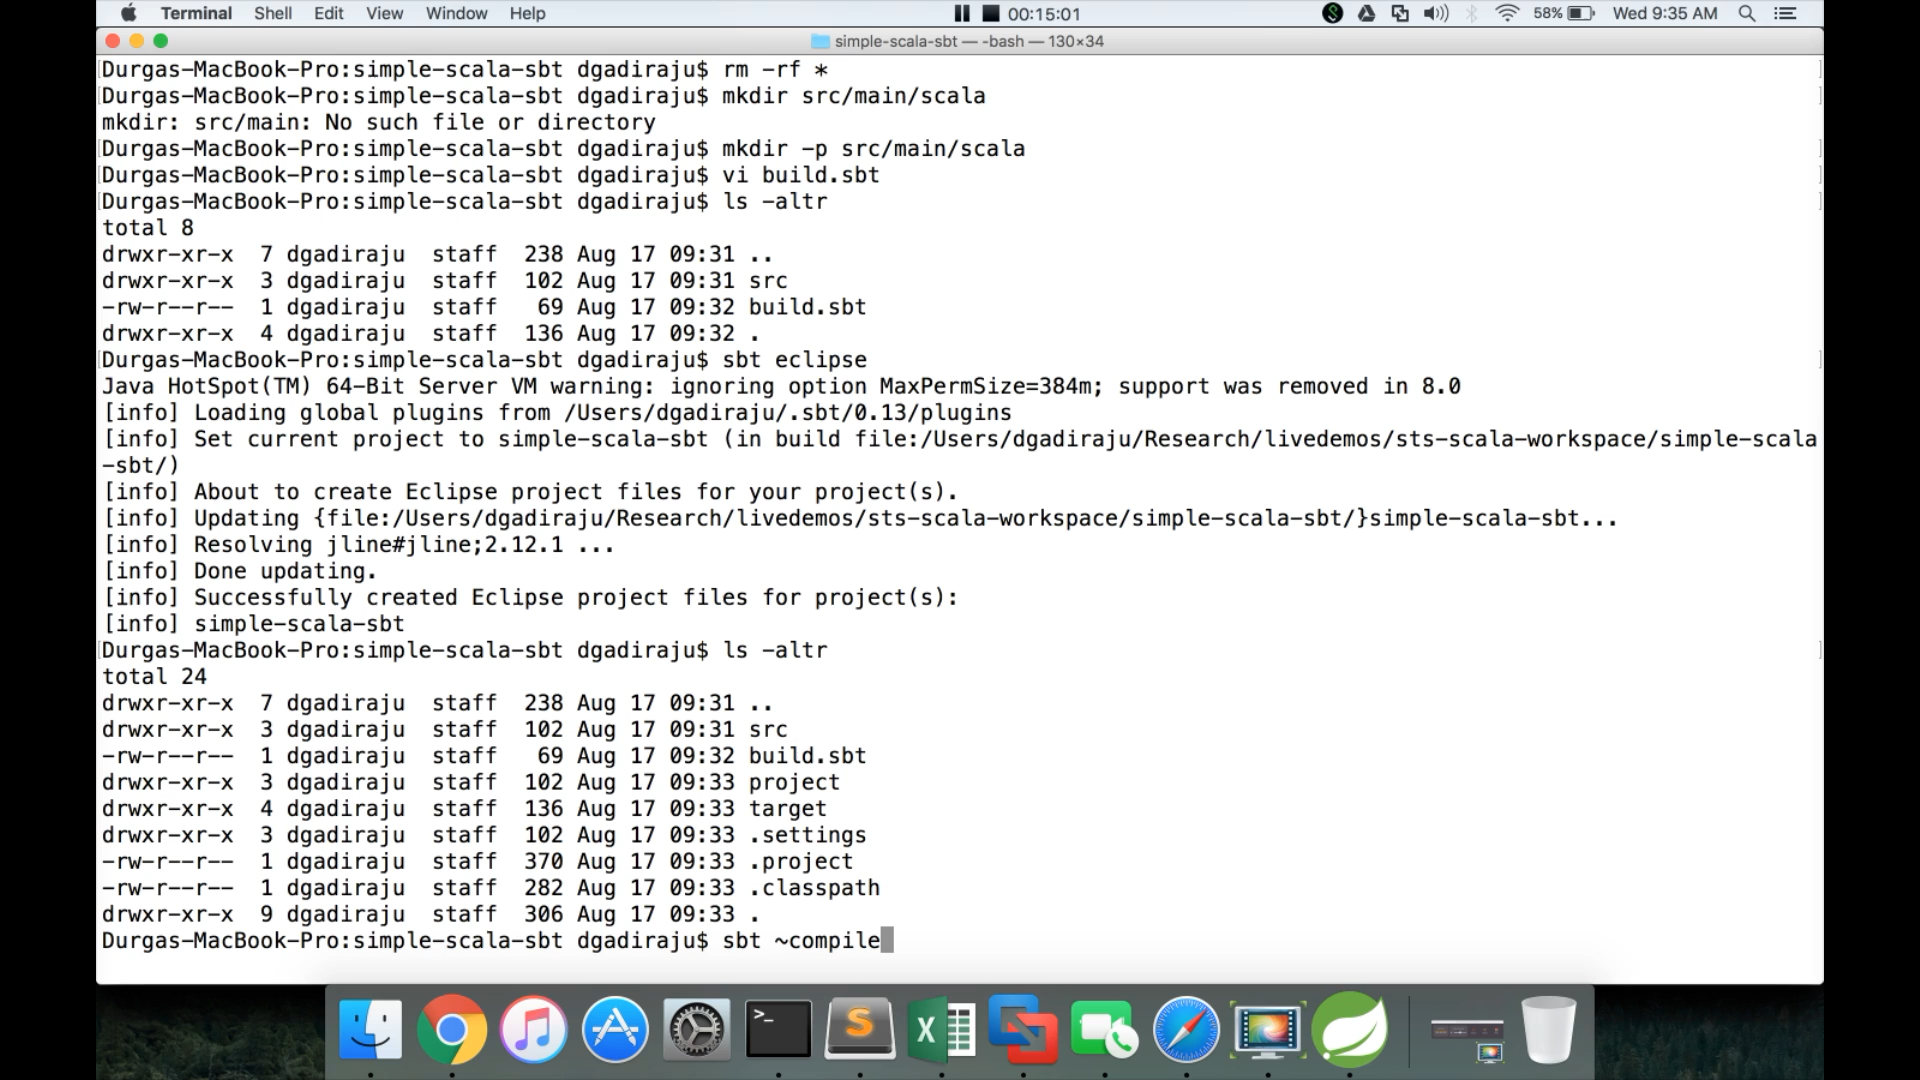 Terminal Shell Edit View Window Help 00:15:01 58% Wed 9:35 AM
simple-scala-sbt — -bash — 130×34
Durgas-MacBook-Pro:simple-scala-sbt dgadiraju$ rm -rf *
Durgas-MacBook-Pro:simple-scala-sbt dgadiraju$ mkdir src/main/scala
mkdir: src/main: No such file or directory
Durgas-MacBook-Pro:simple-scala-sbt dgadiraju$ mkdir -p src/main/scala
Durgas-MacBook-Pro:simple-scala-sbt dgadiraju$ vi build.sbt
Durgas-MacBook-Pro:simple-scala-sbt dgadiraju$ ls -altr
total 8
drwxr-xr-x  7 dgadiraju  staff  238 Aug 17 09:31 ..
drwxr-xr-x  3 dgadiraju  staff  102 Aug 17 09:31 src
-rw-r--r--  1 dgadiraju  staff   69 Aug 17 09:32 build.sbt
drwxr-xr-x  4 dgadiraju  staff  136 Aug 17 09:32 .
Durgas-MacBook-Pro:simple-scala-sbt dgadiraju$ sbt eclipse
Java HotSpot(TM) 64-Bit Server VM warning: ignoring option MaxPermSize=384m; support was removed in 8.0
[info] Loading global plugins from /Users/dgadiraju/.sbt/0.13/plugins
[info] Set current project to simple-scala-sbt (in build file:/Users/dgadiraju/Research/livedemos/sts-scala-workspace/simple-scala
-sbt/)
[info] About to create Eclipse project files for your project(s).
[info] Updating {file:/Users/dgadiraju/Research/livedemos/sts-scala-workspace/simple-scala-sbt/}simple-scala-sbt...
[info] Resolving jline#jline;2.12.1 ...
[info] Done updating.
[info] Successfully created Eclipse project files for project(s):
[info] simple-scala-sbt
Durgas-MacBook-Pro:simple-scala-sbt dgadiraju$ ls -altr
total 24
drwxr-xr-x  7 dgadiraju  staff  238 Aug 17 09:31 ..
drwxr-xr-x  3 dgadiraju  staff  102 Aug 17 09:31 src
-rw-r--r--  1 dgadiraju  staff   69 Aug 17 09:32 build.sbt
drwxr-xr-x  3 dgadiraju  staff  102 Aug 17 09:33 project
drwxr-xr-x  4 dgadiraju  staff  136 Aug 17 09:33 target
drwxr-xr-x  3 dgadiraju  staff  102 Aug 17 09:33 .settings
-rw-r--r--  1 dgadiraju  staff  370 Aug 17 09:33 .project
-rw-r--r--  1 dgadiraju  staff  282 Aug 17 09:33 .classpath
drwxr-xr-x  9 dgadiraju  staff  306 Aug 17 09:33 .
Durgas-MacBook-Pro:simple-scala-sbt dgadiraju$ sbt ~compile